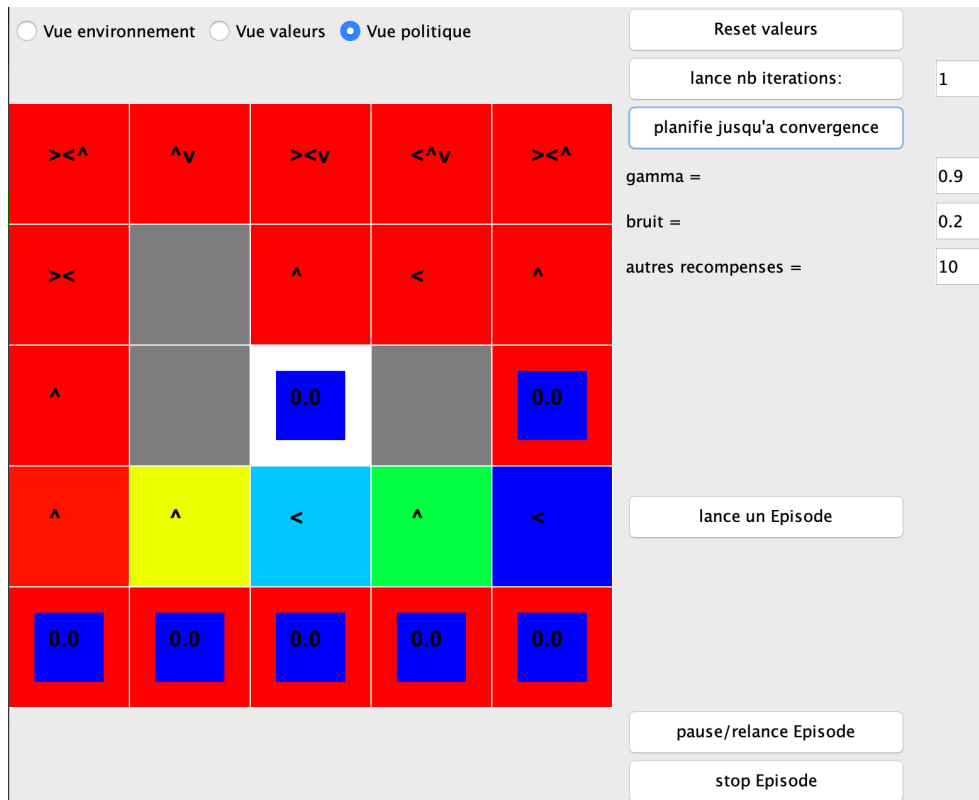 Vue environnement Vue valeurs Vue politique
Reset valeurs
lance nb iterations: 1
planifie jusqu'a convergence
gamma = 0.9
bruit = 0.2
autres recompenses = 10
><^ ^v ><v <^v ><^
>< ^ < ^
^ 0.0 0.0
^ ^ < ^ <
lance un Episode
0.0 0.0 0.0 0.0 0.0
pause/relance Episode
stop Episode